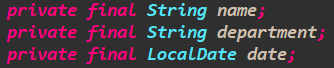 private final String name;
private final String department;
private final LocalDate date;